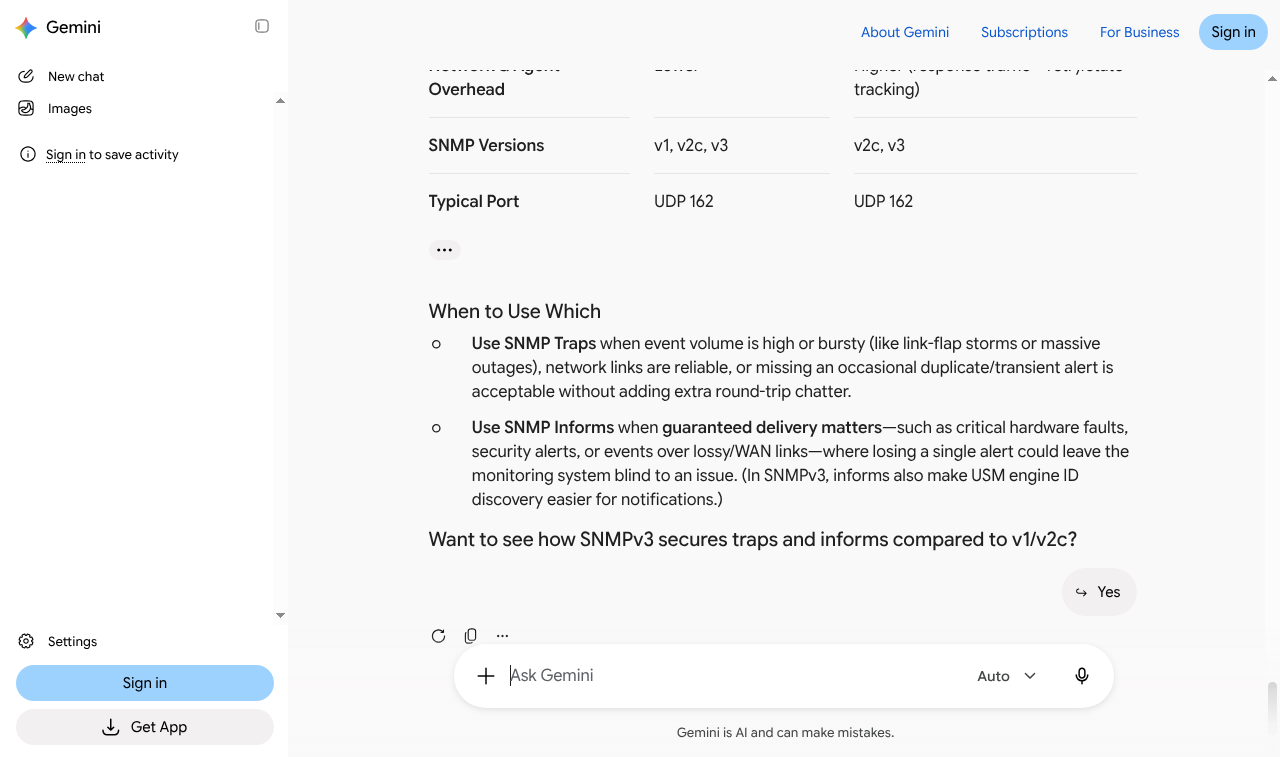 Gemini
New chat
Images
Sign in to save activity
Settings
Sign in
Get App
About Gemini
Subscriptions
For Business
Sign in
Overhead
tracking)
SNMP Versions
v1, v2c, v3
v2c, v3
Typical Port
UDP 162
UDP 162
When to Use Which
Use SNMP Traps when event volume is high or bursty (like link-flap storms or massive
outages), network links are reliable, or missing an occasional duplicate/transient alert is
acceptable without adding extra round-trip chatter.
Use SNMP Informs when guaranteed delivery matters—such as critical hardware faults,
security alerts, or events over lossy/WAN links—where losing a single alert could leave the
monitoring system blind to an issue. (In SNMPv3, informs also make USM engine ID
discovery easier for notifications.)
Want to see how SNMPv3 secures traps and informs compared to v1/v2c?
Yes
Ask Gemini
Auto
Gemini is AI and can make mistakes.